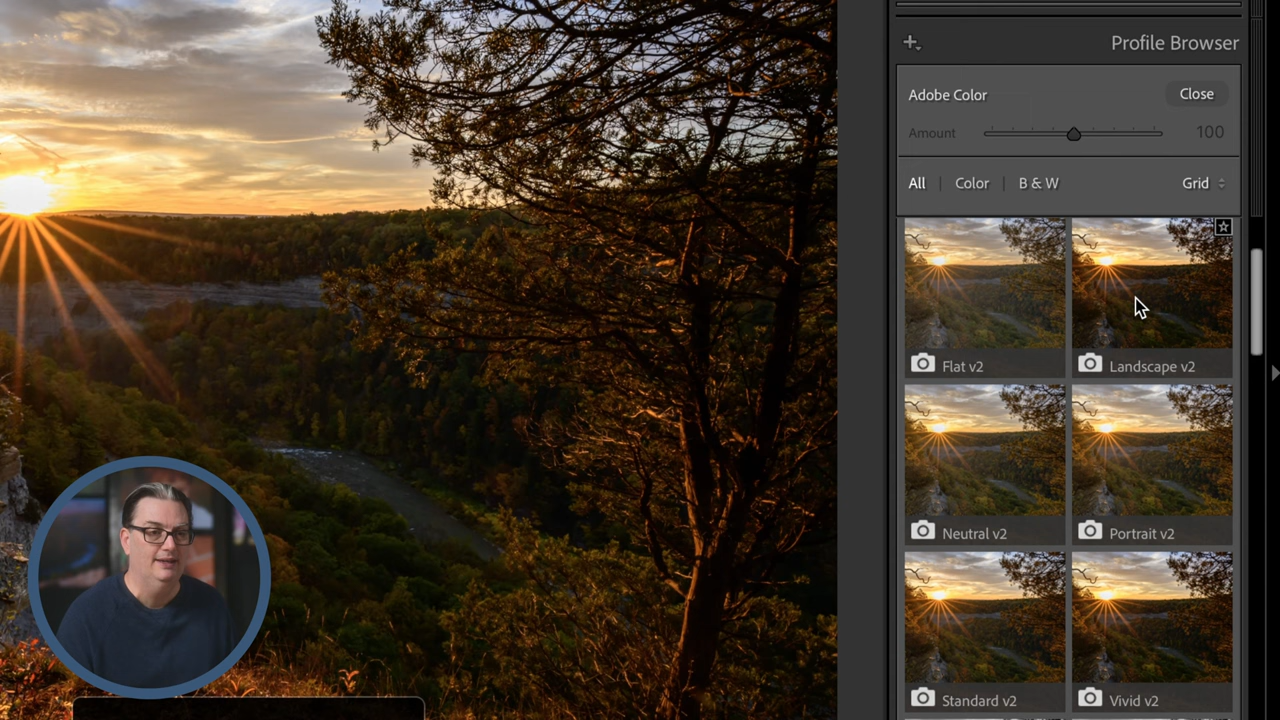 Profile Browser
Adobe Color
Close
Amount
100
All
Color
B & W
Grid
Flat v2
Landscape v2
Neutral v2
Portrait v2
Standard v2
Vivid v2